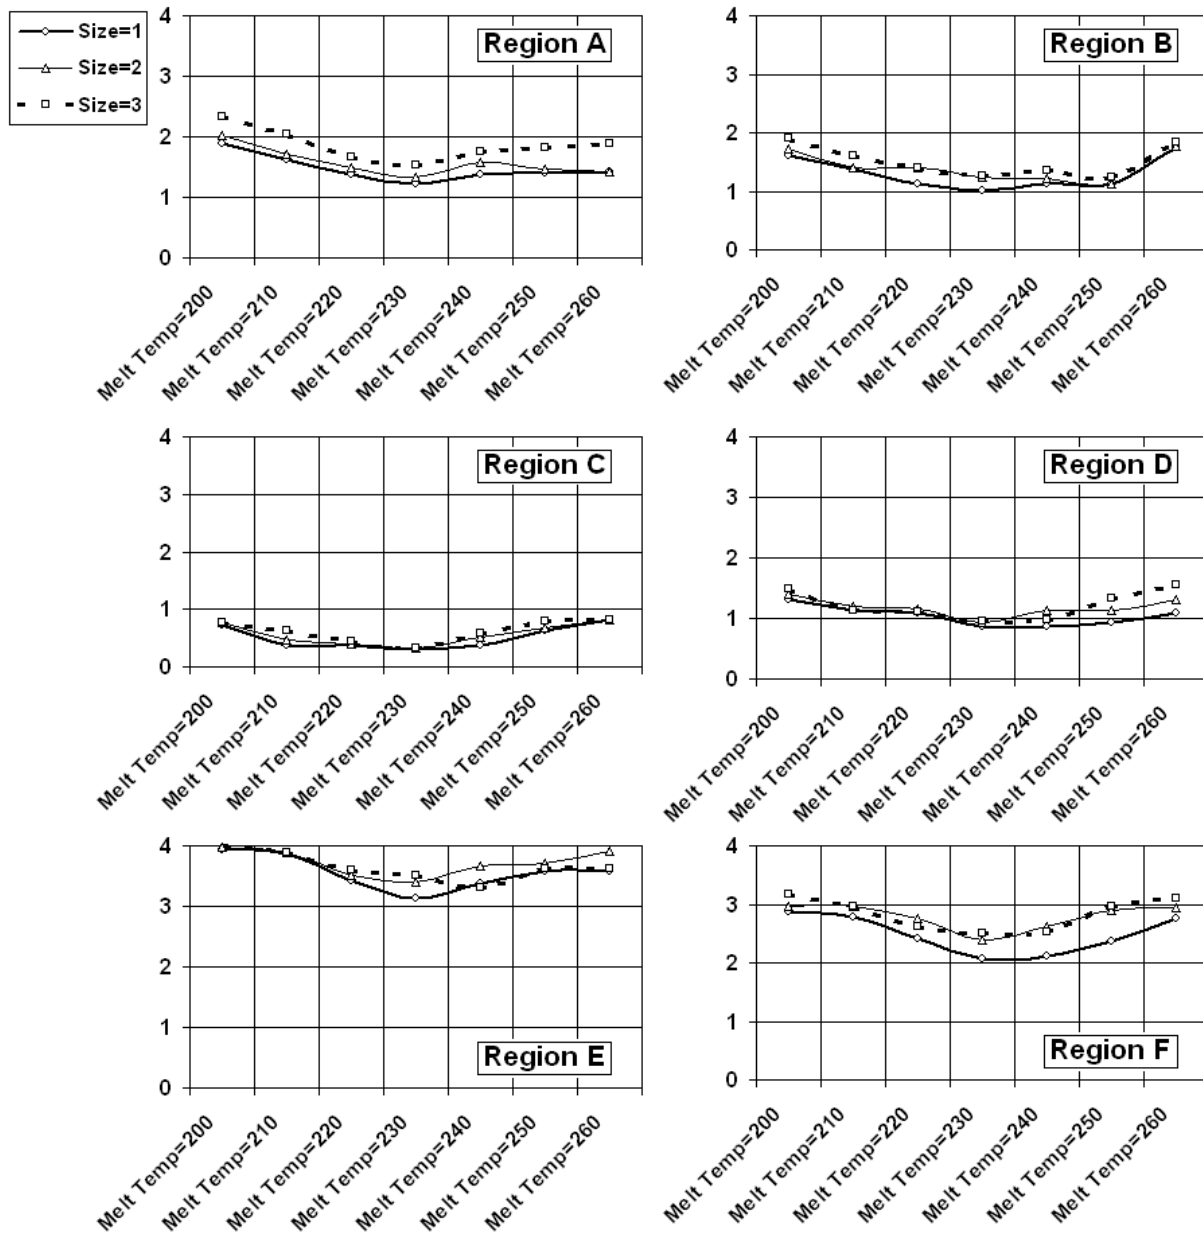 Size=1
Size=2
Size=3
Region A
4
3
2
1
0
Melt Temp=200
Melt Temp=210
Melt Temp=220
Melt Temp=230
Melt Temp=240
Melt Temp=250
Melt Temp=260
Region B
4
3
2
1
0
Melt Temp=200
Melt Temp=210
Melt Temp=220
Melt Temp=230
Melt Temp=240
Melt Temp=250
Melt Temp=260
Region C
4
3
2
1
0
Melt Temp=200
Melt Temp=210
Melt Temp=220
Melt Temp=230
Melt Temp=240
Melt Temp=250
Melt Temp=260
Region D
4
3
2
1
0
Melt Temp=200
Melt Temp=210
Melt Temp=220
Melt Temp=230
Melt Temp=240
Melt Temp=250
Melt Temp=260
4
3
2
1
0
Region E
Melt Temp=200
Melt Temp=210
Melt Temp=220
Melt Temp=230
Melt Temp=240
Melt Temp=250
Melt Temp=260
4
3
2
1
0
Region F
Melt Temp=200
Melt Temp=210
Melt Temp=220
Melt Temp=230
Melt Temp=240
Melt Temp=250
Melt Temp=260